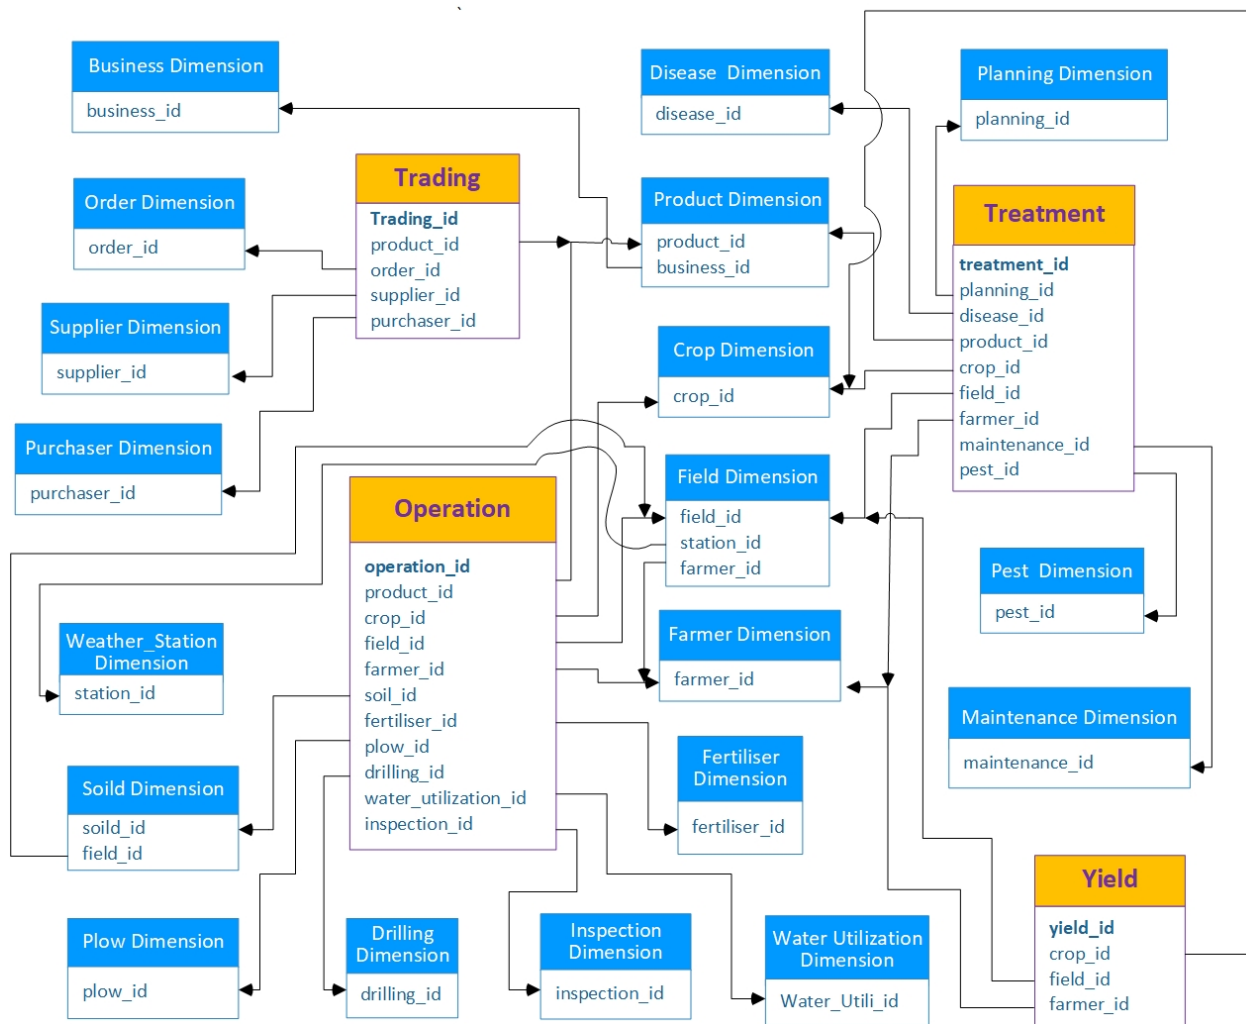 Business Dimension
business_id
Disease  Dimension
disease_id
Planning Dimension
planning_id
Trading
Trading_id
product_id
order_id
supplier_id
purchaser_id
Order Dimension
order_id
Product Dimension
product_id
business_id
Treatment
treatment_id
planning_id
disease_id
product_id
crop_id
field_id
farmer_id
maintenance_id
pest_id
Supplier Dimension
supplier_id
Crop Dimension
crop_id
Purchaser Dimension
purchaser_id
Operation
operation_id
product_id
crop_id
field_id
farmer_id
soil_id
fertiliser_id
plow_id
drilling_id
water_utilization_id
inspection_id
Field Dimension
field_id
station_id
farmer_id
Pest  Dimension
pest_id
Weather_Station
Dimension
station_id
Farmer Dimension
farmer_id
Maintenance Dimension
maintenance_id
Soild Dimension
soild_id
field_id
Fertiliser
Dimension
fertiliser_id
Yield
yield_id
crop_id
field_id
farmer_id
Plow Dimension
plow_id
Drilling
Dimension
drilling_id
Inspection
Dimension
inspection_id
Water Utilization
Dimension
Water_Utili_id